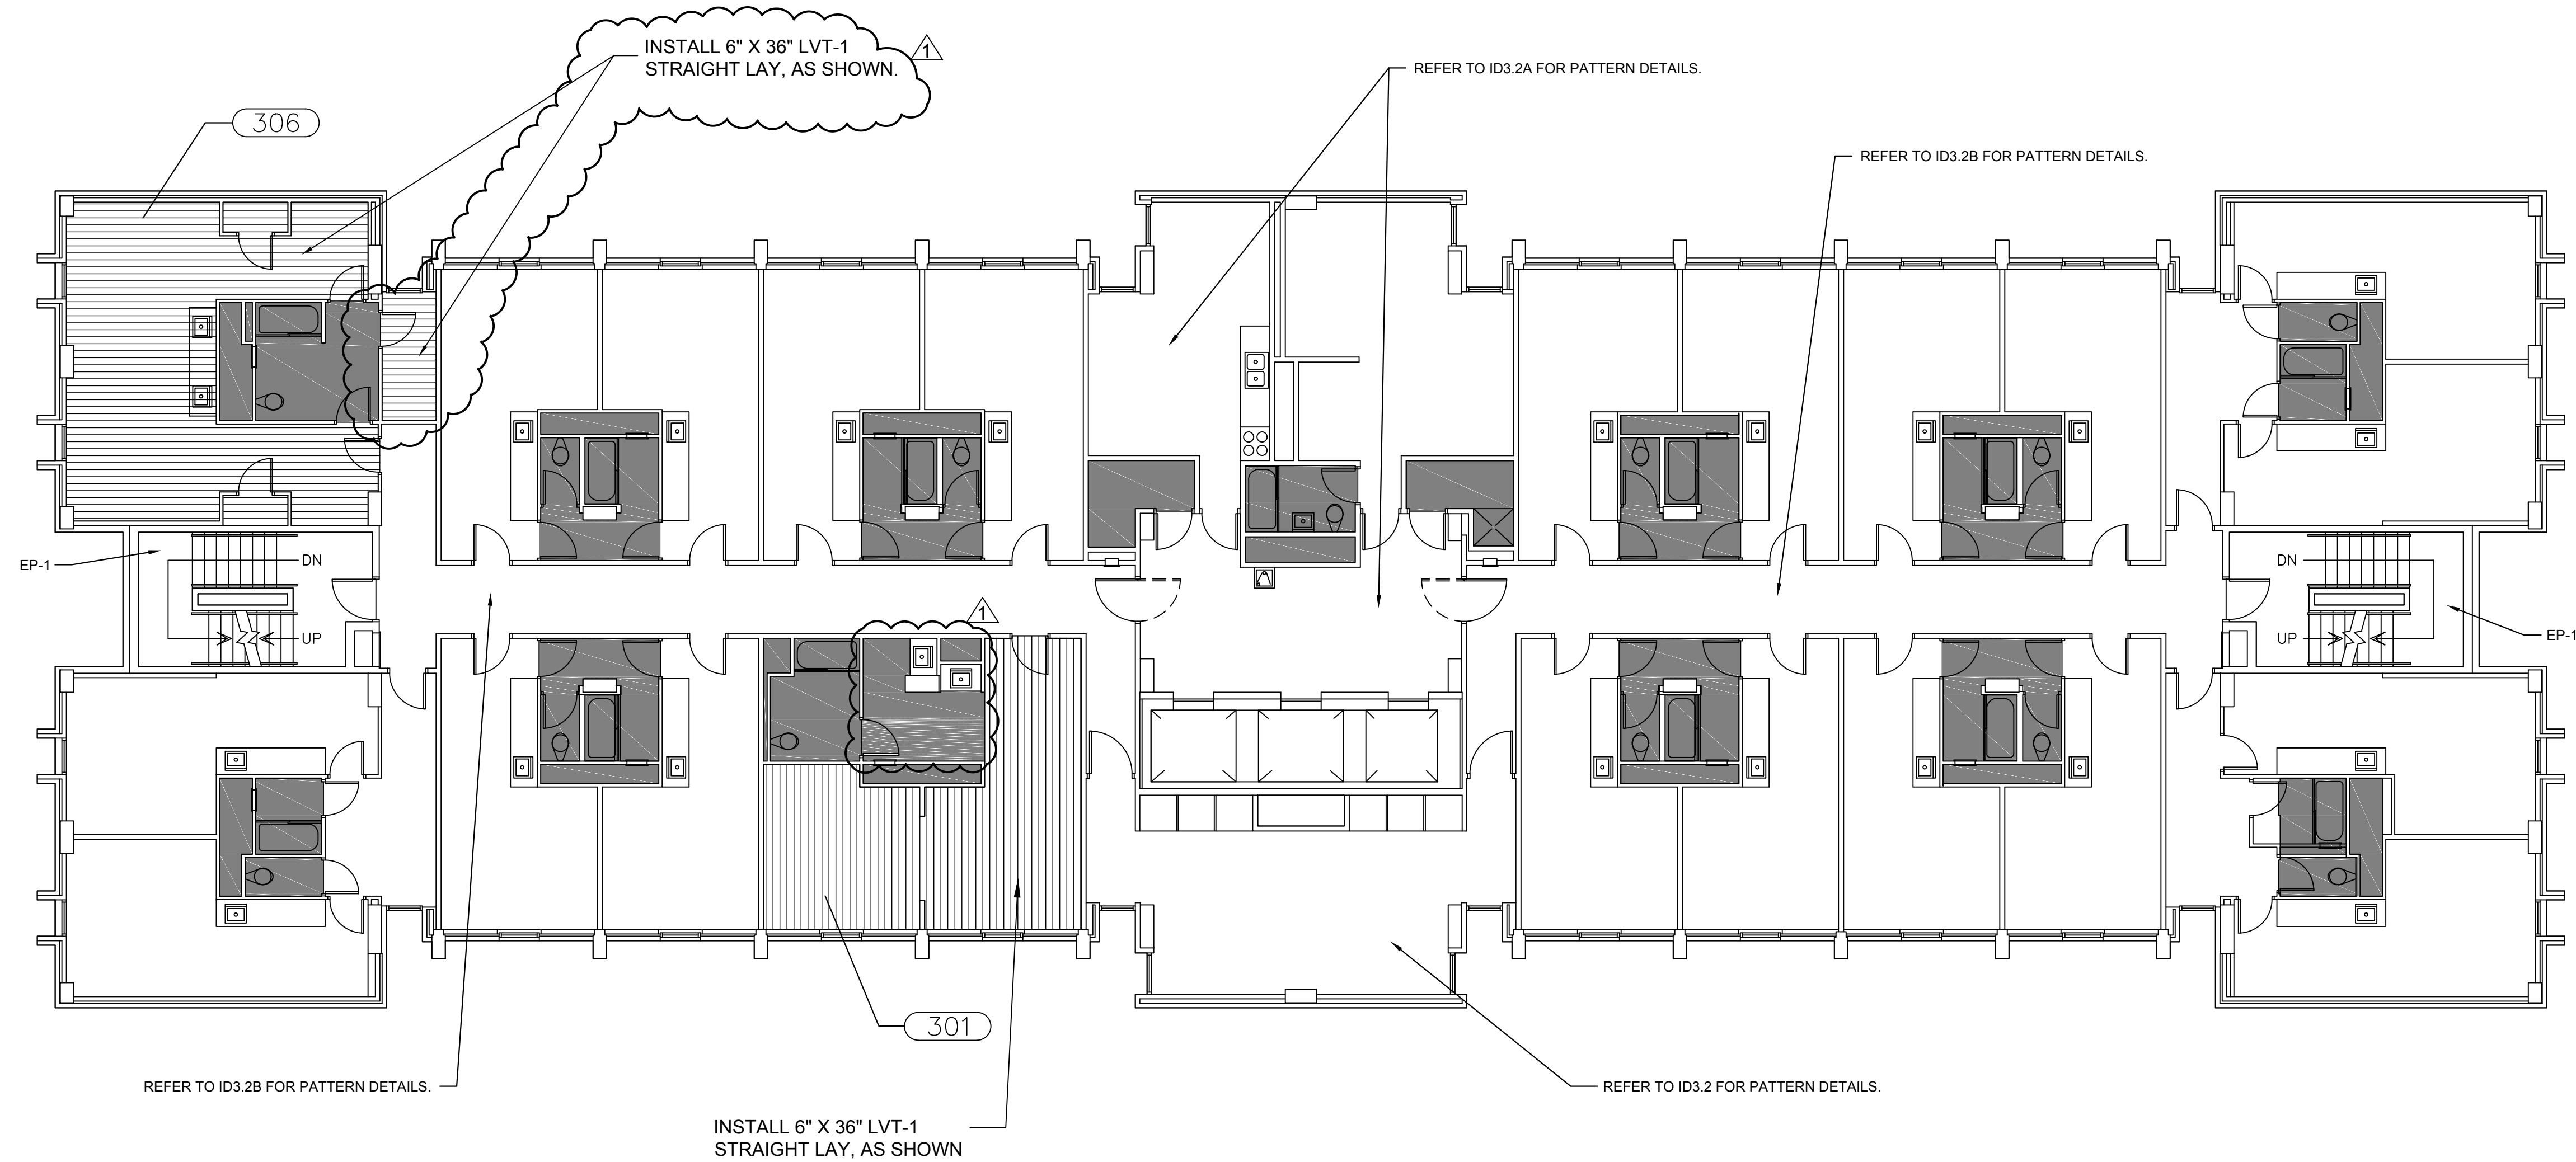 INSTALL 6" X 36" LVT-1
STRAIGHT LAY, AS SHOWN.
1
REFER TO ID3.2A FOR PATTERN DETAILS.
306
REFER TO ID3.2B FOR PATTERN DETAILS.
EP-1
DN
UP
1
DN
UP
EP-1
301
REFER TO ID3.2B FOR PATTERN DETAILS.
REFER TO ID3.2 FOR PATTERN DETAILS.
INSTALL 6" X 36" LVT-1
STRAIGHT LAY, AS SHOWN